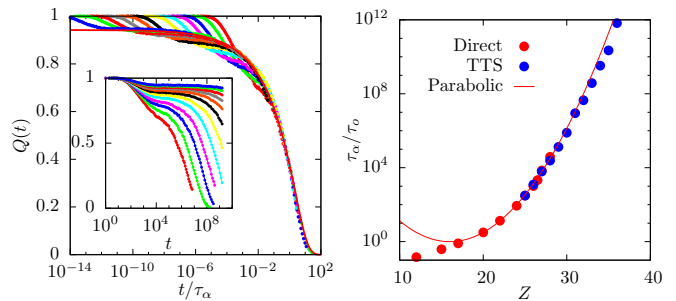 Q(t)
1
0.8
0.6
0.4
0.2
0
10^-14 10^-10 10^-6 10^-2 10^2
t/τ_α
1
0.5
0
10^0 10^4 10^8
t
τ_α/τ_o
10^12
10^8
10^4
10^0
10 20 30 40
Z
Direct
TTS
Parabolic